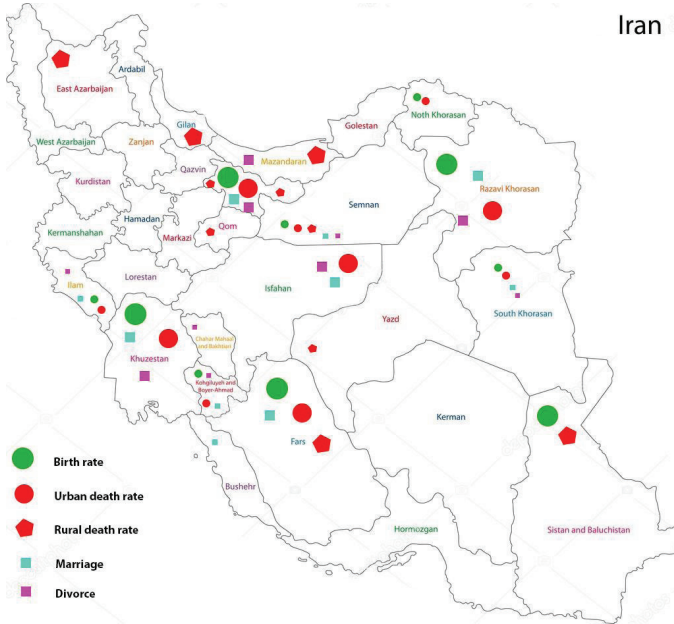 Iran
Ardabil
East Azarbaijan
Noth Khorasan
Gilan
Golestan
West Azarbaijan
Zanjan
Mazandaran
Qazvin
Razavi Khorasan
Kurdistan
Semnan
Hamadan
Qom
Kermanshahan
Markazi
Lorestan
Ilam
Isfahan
South Khorasan
Yazd
Chahar Mahaal
and Bakhtiari
Khuzestan
Kohgiluyeh and
Boyer-Ahmad
Kerman
Fars
Birth rate
Bushehr
Urban death rate
Rural death rate
Hormozgan
Sistan and Baluchistan
Marriage
Divorce